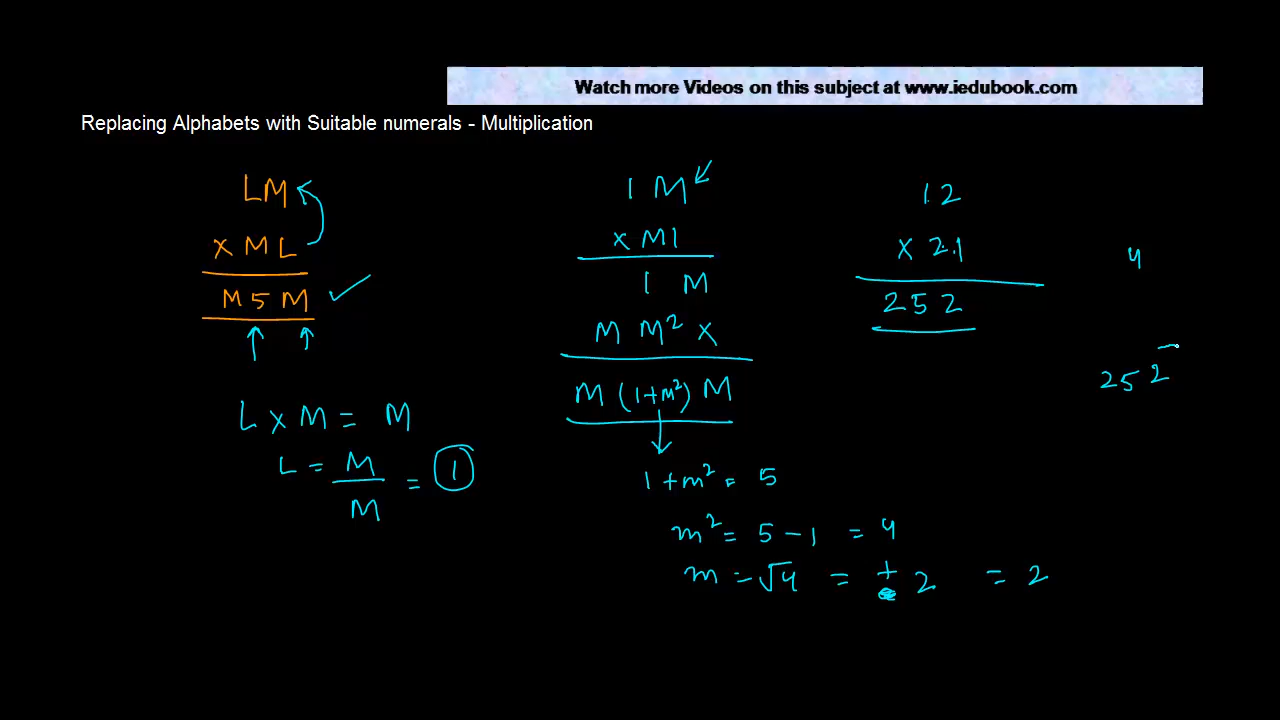 Watch more Videos on this subject at www.iedubook.com
Replacing Alphabets with Suitable numerals - Multiplication
LM
x M L
M 5 M
L x M = M
L = M/M = 1
1 M
x M 1
1 M
M M² x
M (1+m²) M
1 + m² = 5
m² = 5 - 1 = 4
m = √4 = + 2 = 2
1 2
x 2 1
2 5 2
4
2 5 2